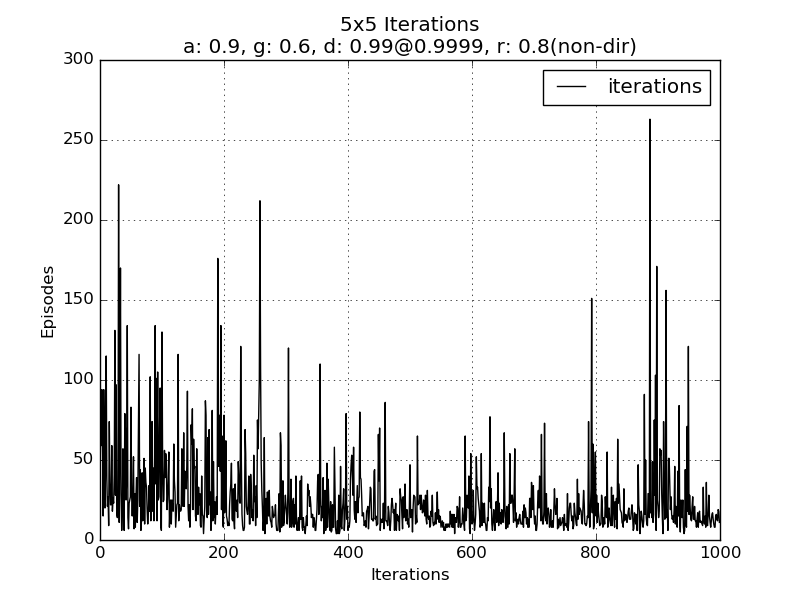 5x5 Iterations
a: 0.9, g: 0.6, d: 0.99@0.9999, r: 0.8(non-dir)
300
iterations
250
200
150
100
50
0
Episodes
0 200 400 600 800 1000
Iterations